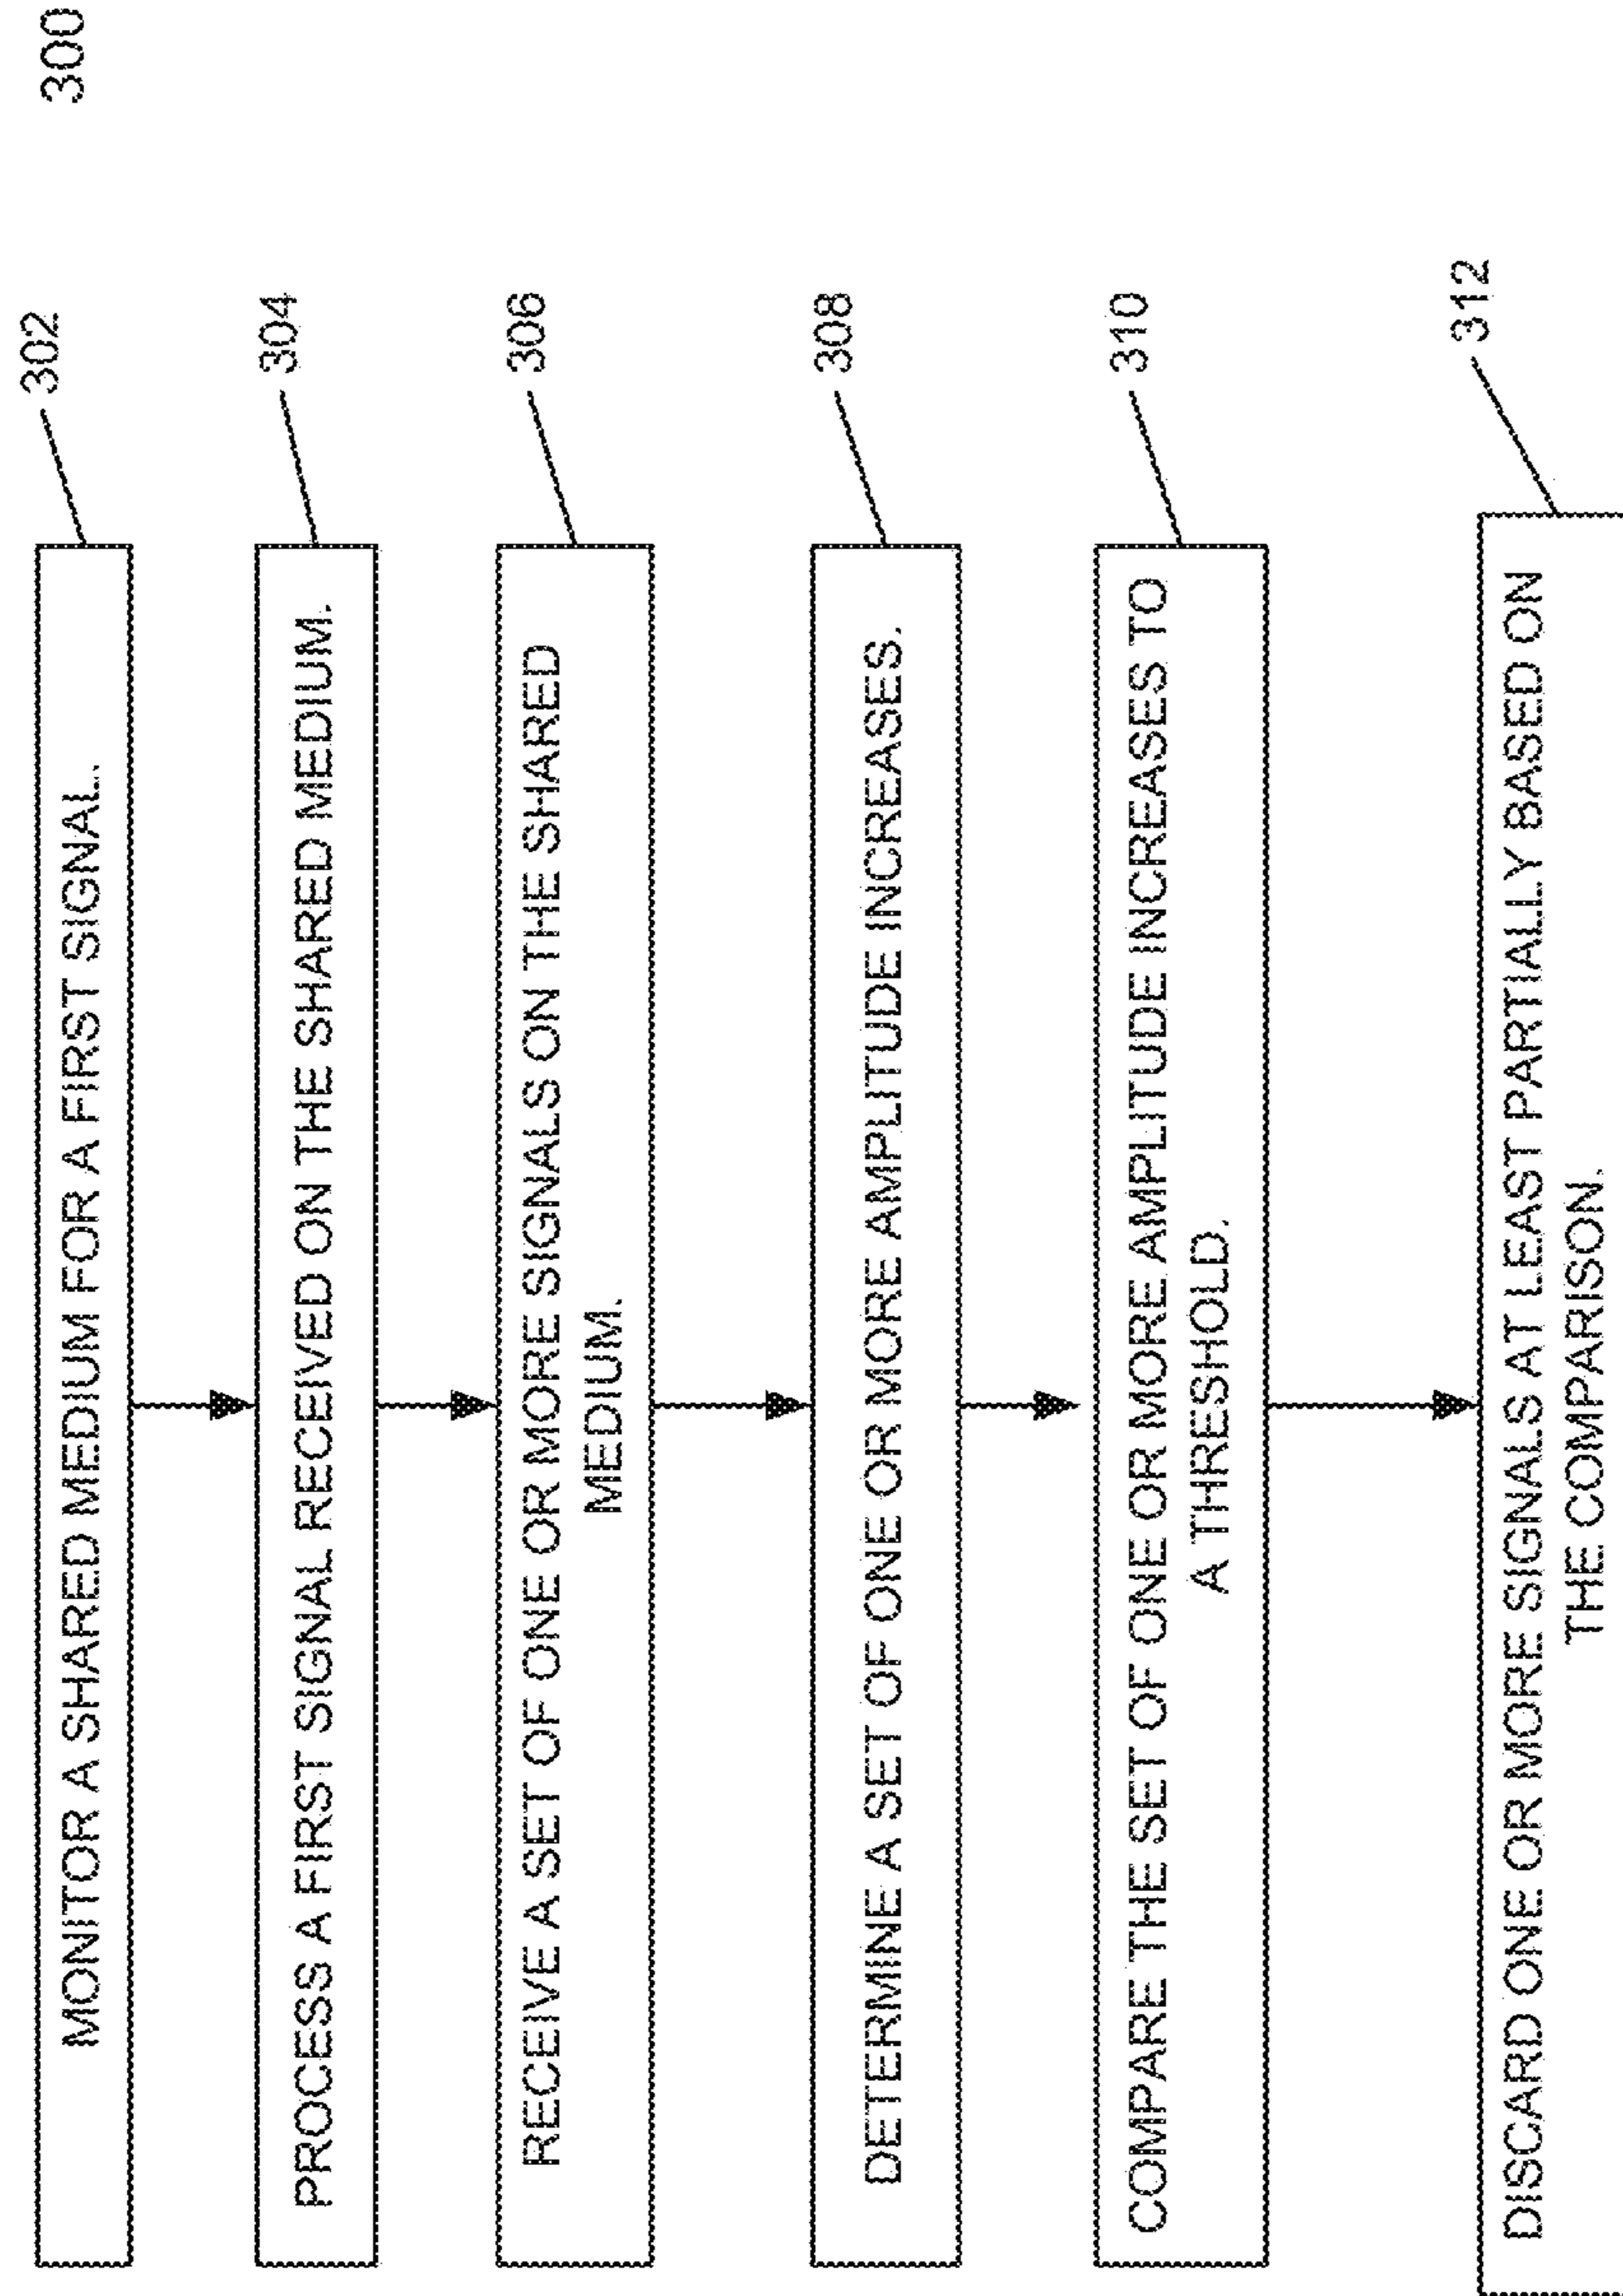 300
302
MONITOR A SHARED MEDIUM FOR A FIRST SIGNAL.
304
PROCESS A FIRST SIGNAL RECEIVED ON THE SHARED MEDIUM.
306
RECEIVE A SET OF ONE OR MORE SIGNALS ON THE SHARED
MEDIUM.
308
DETERMINE A SET OF ONE OR MORE AMPLITUDE INCREASES.
310
COMPARE THE SET OF ONE OR MORE AMPLITUDE INCREASES TO
A THRESHOLD.
312
DISCARD ONE OR MORE SIGNALS AT LEAST PARTIALLY BASED ON
THE COMPARISON.